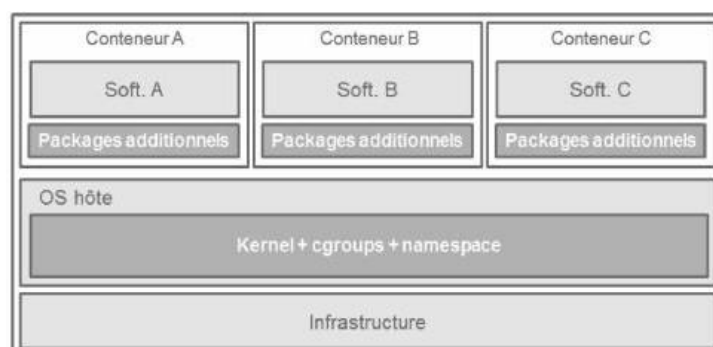 Conteneur A Conteneur B Conteneur C
Soft. A Soft. B Soft. C
Packages additionnels Packages additionnels Packages additionnels
OS hôte
Kernel + cgroups + namespace
Infrastructure